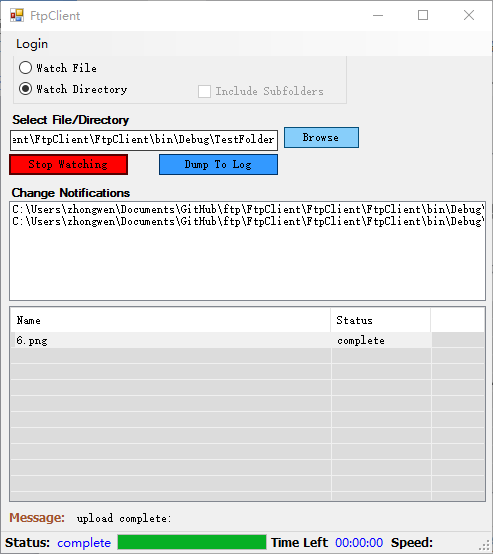 FtpClient
Login
Watch File
Watch Directory
Include Subfolders
Select File/Directory
ent\FtpClient\FtpClient\bin\Debug\TestFolder
Browse
Stop Watching
Dump To Log
Change Notifications
C:\Users\zhongwen\Documents\GitHub\ftp\FtpClient\FtpClient\FtpClient\bin\Debug\
C:\Users\zhongwen\Documents\GitHub\ftp\FtpClient\FtpClient\FtpClient\bin\Debug\
Name Status
6.png complete
Message: upload complete:
Status: complete Time Left 00:00:00 Speed: